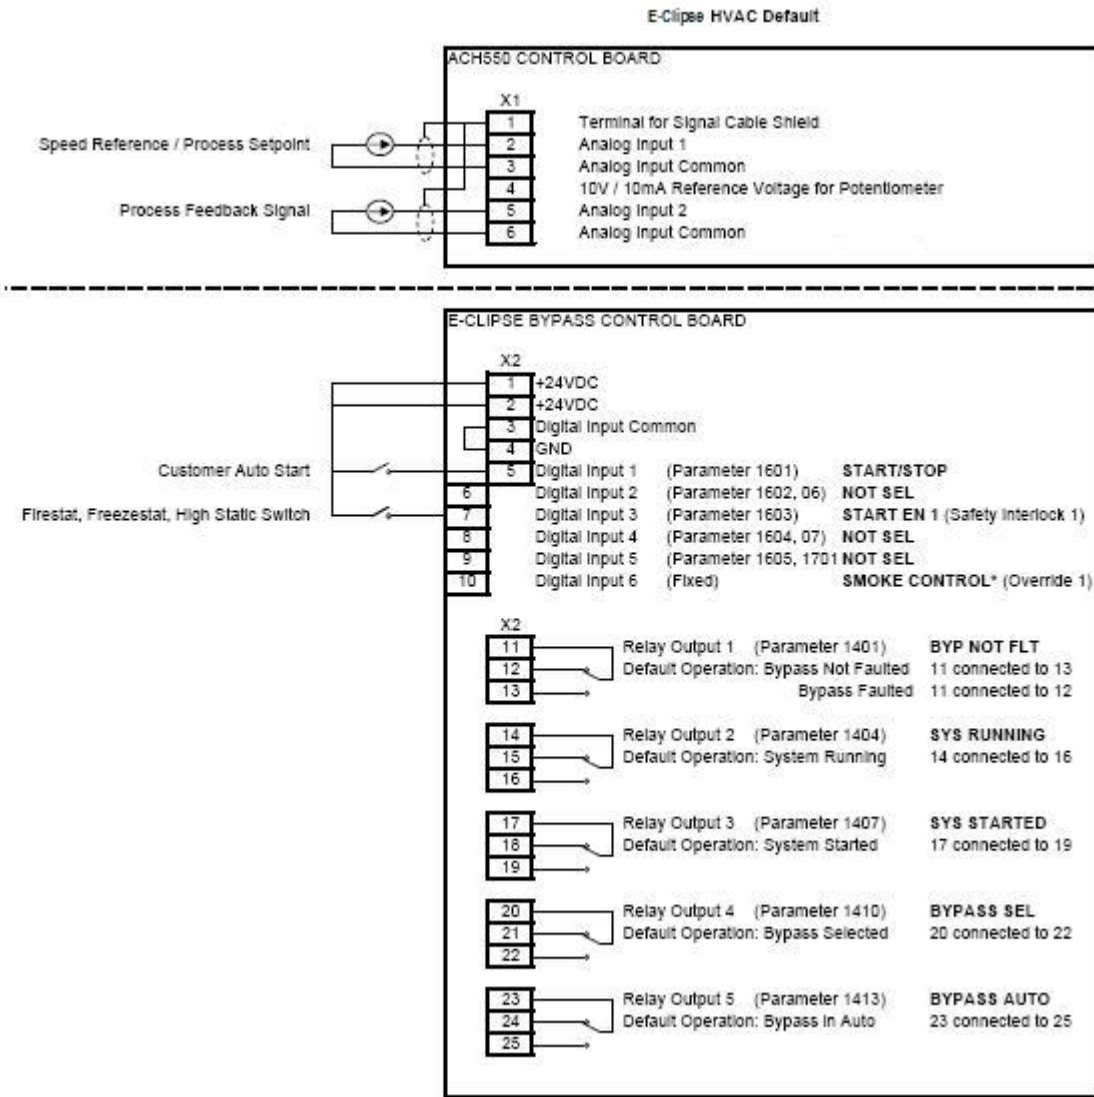 E-Clipse HVAC Default
ACH550 CONTROL BOARD
X1
1 Terminal for Signal Cable Shield
Speed Reference / Process Setpoint 2 Analog Input 1
3 Analog Input Common
4 10V / 10mA Reference Voltage for Potentiometer
Process Feedback Signal 5 Analog Input 2
6 Analog Input Common
E-CLIPSE BYPASS CONTROL BOARD
X2
1 +24VDC
2 +24VDC
3 Digital Input Common
4 GND
Customer Auto Start 5 Digital Input 1 (Parameter 1601) START/STOP
6 Digital Input 2 (Parameter 1602, 06) NOT SEL
Firestat, Freezestat, High Static Switch 7 Digital Input 3 (Parameter 1603) START EN 1 (Safety Interlock 1)
8 Digital Input 4 (Parameter 1604, 07) NOT SEL
9 Digital Input 5 (Parameter 1605, 1701 NOT SEL
10 Digital Input 6 (Fixed) SMOKE CONTROL* (Override 1)
X2
11 Relay Output 1 (Parameter 1401) BYP NOT FLT
12 Default Operation: Bypass Not Faulted 11 connected to 13
13 Bypass Faulted 11 connected to 12
14 Relay Output 2 (Parameter 1404) SYS RUNNING
15 Default Operation: System Running 14 connected to 16
16
17 Relay Output 3 (Parameter 1407) SYS STARTED
18 Default Operation: System Started 17 connected to 19
19
20 Relay Output 4 (Parameter 1410) BYPASS SEL
21 Default Operation: Bypass Selected 20 connected to 22
22
23 Relay Output 5 (Parameter 1413) BYPASS AUTO
24 Default Operation: Bypass In Auto 23 connected to 25
25